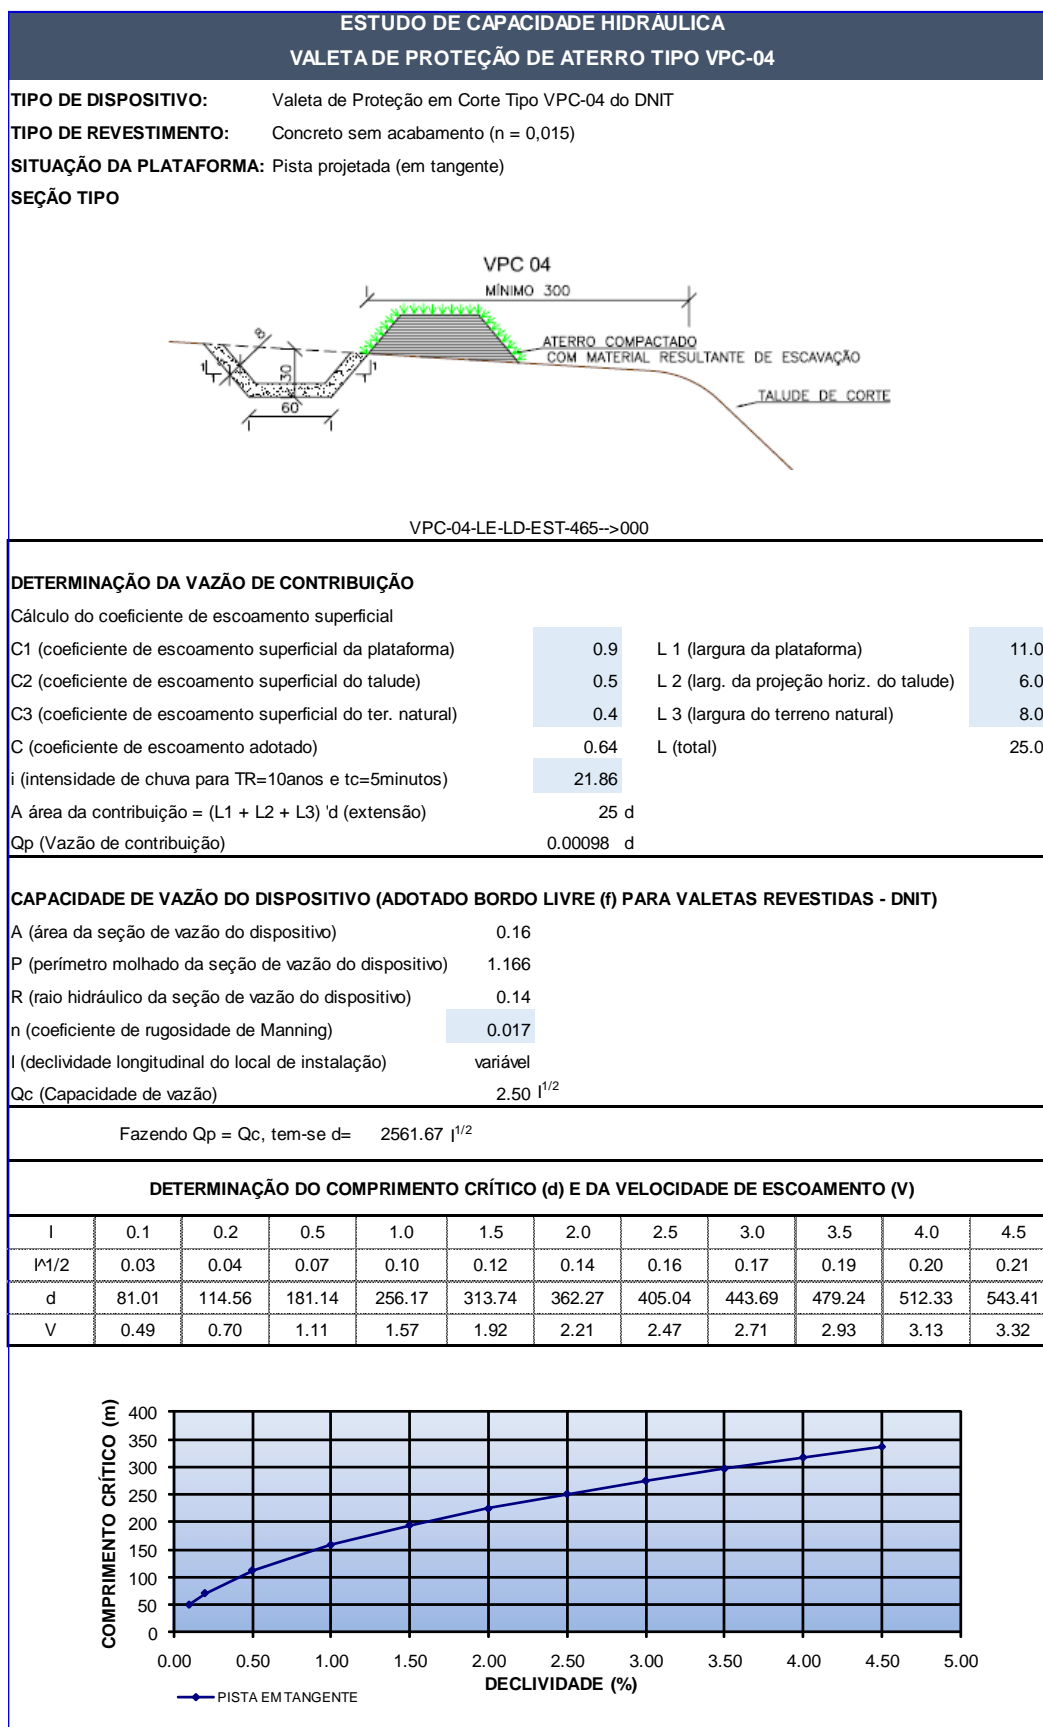 ESTUDO DE CAPACIDADE HIDRÁULICA
VALETA DE PROTEÇÃO DE ATERRO TIPO VPC-04
TIPO DE DISPOSITIVO: Valeta de Proteção em Corte Tipo VPC-04 do DNIT
TIPO DE REVESTIMENTO: Concreto sem acabamento (n = 0,015)
SITUAÇÃO DA PLATAFORMA: Pista projetada (em tangente)
SEÇÃO TIPO
VPC 04
MÍNIMO 300
8
ATERRO COMPACTADO
COM MATERIAL RESULTANTE DE ESCAVAÇÃO
1 30 1
TALUDE DE CORTE
60
VPC-04-LE-LD-EST-465-->000
DETERMINAÇÃO DA VAZÃO DE CONTRIBUIÇÃO
Cálculo do coeficiente de escoamento superficial
C1 (coeficiente de escoamento superficial da plataforma) 0.9 L 1 (largura da plataforma) 11.0
C2 (coeficiente de escoamento superficial do talude) 0.5 L 2 (larg. da projeção horiz. do talude) 6.0
C3 (coeficiente de escoamento superficial do ter. natural) 0.4 L 3 (largura do terreno natural) 8.0
C (coeficiente de escoamento adotado) 0.64 L (total) 25.0
i (intensidade de chuva para TR=10anos e tc=5minutos) 21.86
A área da contribuição = (L1 + L2 + L3) 'd (extensão) 25 d
Qp (Vazão de contribuição) 0.00098 d
CAPACIDADE DE VAZÃO DO DISPOSITIVO (ADOTADO BORDO LIVRE (f) PARA VALETAS REVESTIDAS - DNIT)
A (área da seção de vazão do dispositivo) 0.16
P (perímetro molhado da seção de vazão do dispositivo) 1.166
R (raio hidráulico da seção de vazão do dispositivo) 0.14
n (coeficiente de rugosidade de Manning) 0.017
I (declividade longitudinal do local de instalação) variável
Qc (Capacidade de vazão) 2.50 I^1/2
Fazendo Qp = Qc, tem-se d= 2561.67 I^1/2
DETERMINAÇÃO DO COMPRIMENTO CRÍTICO (d) E DA VELOCIDADE DE ESCOAMENTO (V)
I 0.1 0.2 0.5 1.0 1.5 2.0 2.5 3.0 3.5 4.0 4.5
I^1/2 0.03 0.04 0.07 0.10 0.12 0.14 0.16 0.17 0.19 0.20 0.21
d 81.01 114.56 181.14 256.17 313.74 362.27 405.04 443.69 479.24 512.33 543.41
V 0.49 0.70 1.11 1.57 1.92 2.21 2.47 2.71 2.93 3.13 3.32
COMPRIMENTO CRÍTICO (m)
400
350
300
250
200
150
100
50
0
0.00 0.50 1.00 1.50 2.00 2.50 3.00 3.50 4.00 4.50 5.00
DECLIVIDADE (%)
PISTA EM TANGENTE